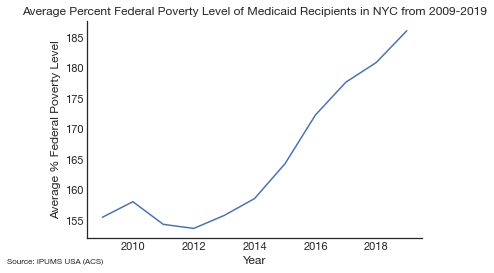 Average Percent Federal Poverty Level of Medicaid Recipients in NYC from 2009-2019
185
180
175
170
165
160
155
Average % Federal Poverty Level
2010 2012 2014 2016 2018
Year
Source: IPUMS USA (ACS)